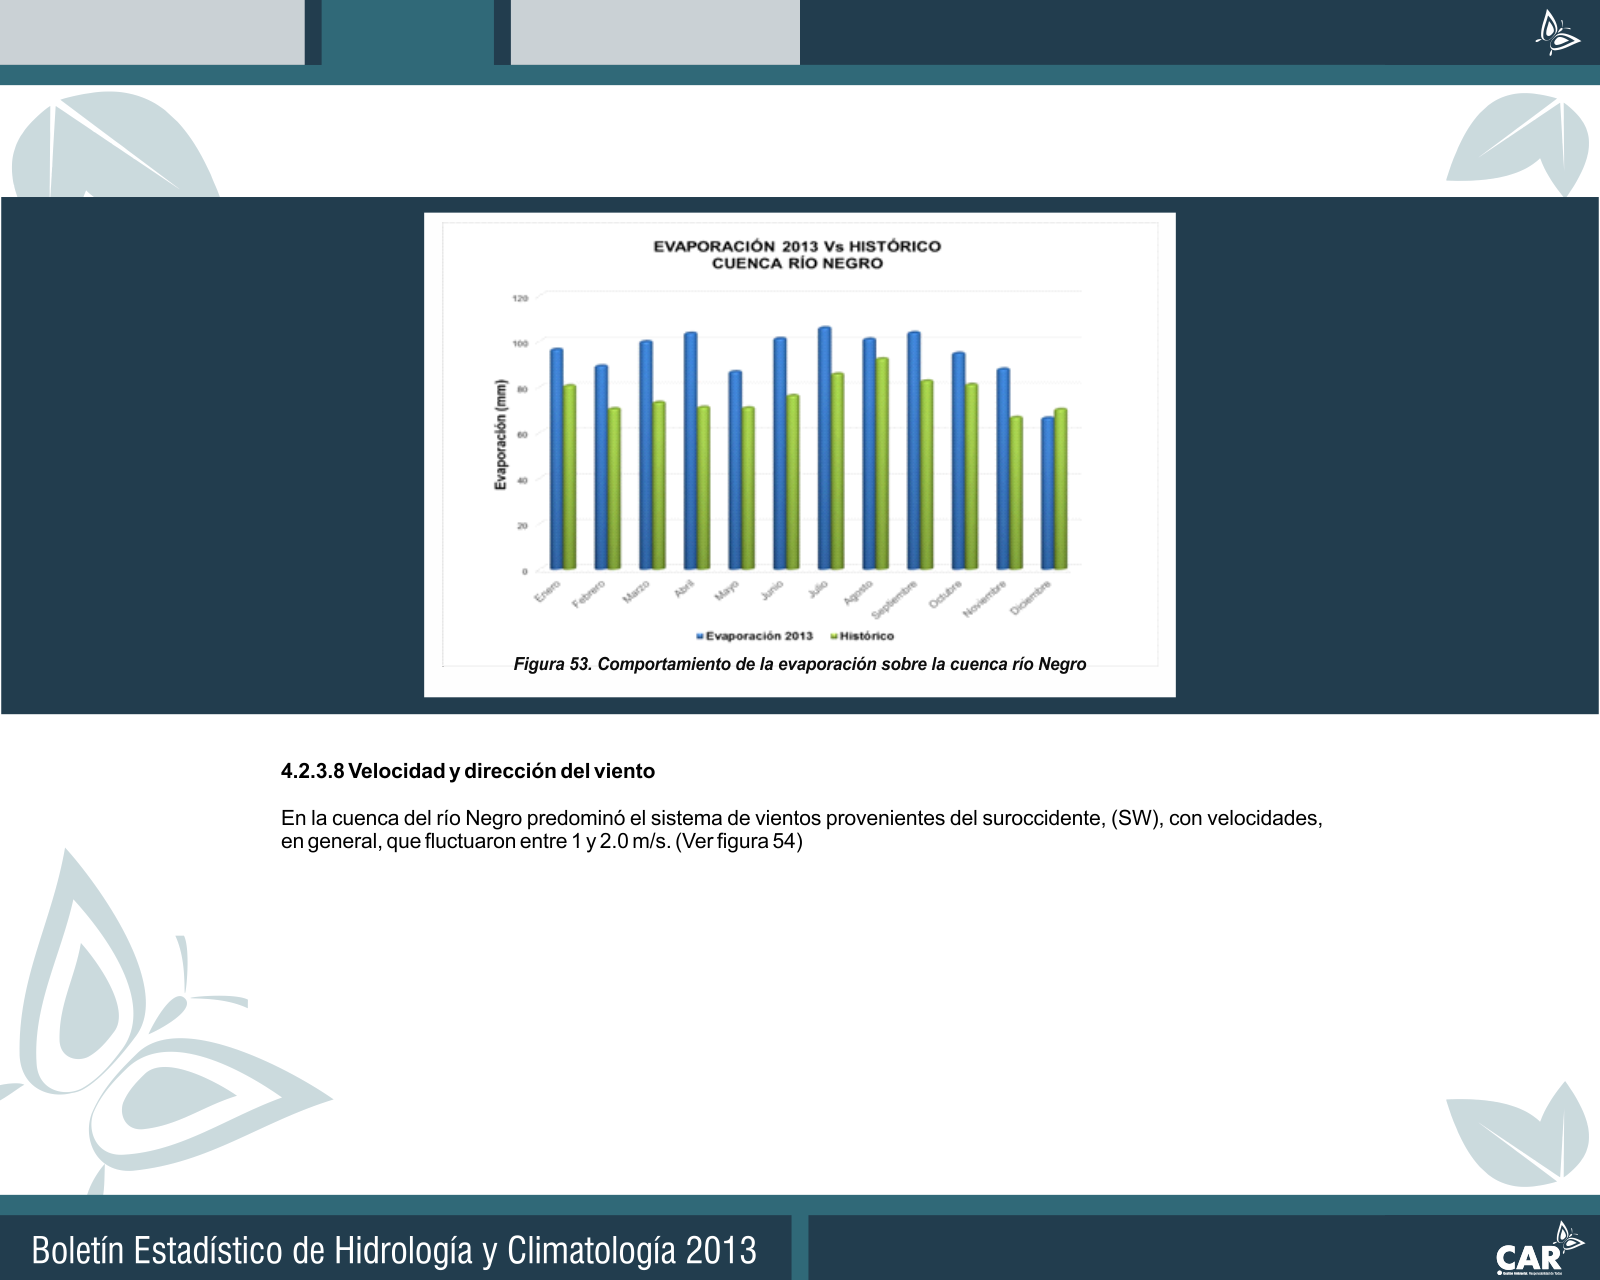 EVAPORACIÓN 2013 Vs HISTÓRICO
CUENCA RÍO NEGRO
120
100
80
60
40
20
0
Evaporación (mm)
Enero
Febrero
Marzo
Abril
Mayo
Junio
Julio
Agosto
Septiembre
Octubre
Noviembre
Diciembre
Evaporación 2013 Histórico
Figura 53. Comportamiento de la evaporación sobre la cuenca río Negro
4.2.3.8 Velocidad y dirección del viento
En la cuenca del río Negro predominó el sistema de vientos provenientes del suroccidente, (SW), con velocidades,
en general, que fluctuaron entre 1 y 2.0 m/s. (Ver figura 54)
Boletín Estadístico de Hidrología y Climatología 2013
CAR